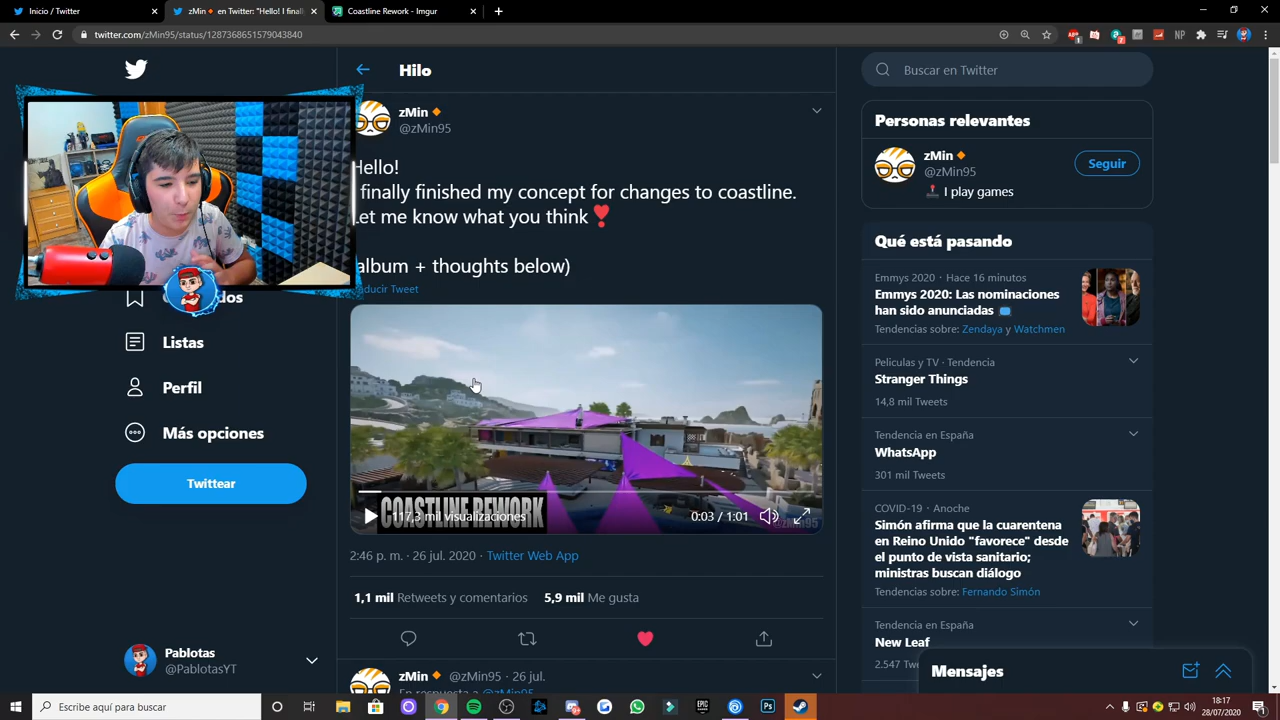 Inicio / Twitter
zMin🔸 en Twitter: "Hello! I fina
Coastline Rework - Imgur
twitter.com/zMin95/status/1287368651579043840
Hilo
Buscar en Twitter
zMin🔸
@zMin95
Hello!
finally finished my concept for changes to coastline.
Let me know what you think❣
album + thoughts below)
aducir Tweet
COASTLINE REWORK
117,3 mil visualizaciones
0:03 / 1:01
@zMin95
2:46 p. m. · 26 jul. 2020 · Twitter Web App
1,1 mil Retweets y comentarios 5,9 mil Me gusta
zMin🔸 @zMin95 · 26 jul.
En respuesta a @zMin95
Listas
Perfil
Más opciones
Twittear
Pablotas
@PablotasYT
Personas relevantes
zMin🔸
@zMin95
Seguir
I play games
Qué está pasando
Emmys 2020 · Hace 16 minutos
Emmys 2020: Las nominaciones
han sido anunciadas
Tendencias sobre: Zendaya y Watchmen
Películas y TV · Tendencia
Stranger Things
14,8 mil Tweets
Tendencia en España
WhatsApp
301 mil Tweets
COVID-19 · Anoche
Simón afirma que la cuarentena
en Reino Unido "favorece" desde
el punto de vista sanitario;
ministras buscan diálogo
Tendencias sobre: Fernando Simón
Tendencia en España
New Leaf
2.547 Twe
Mensajes
Escribe aquí para buscar
18:17
28/07/2020